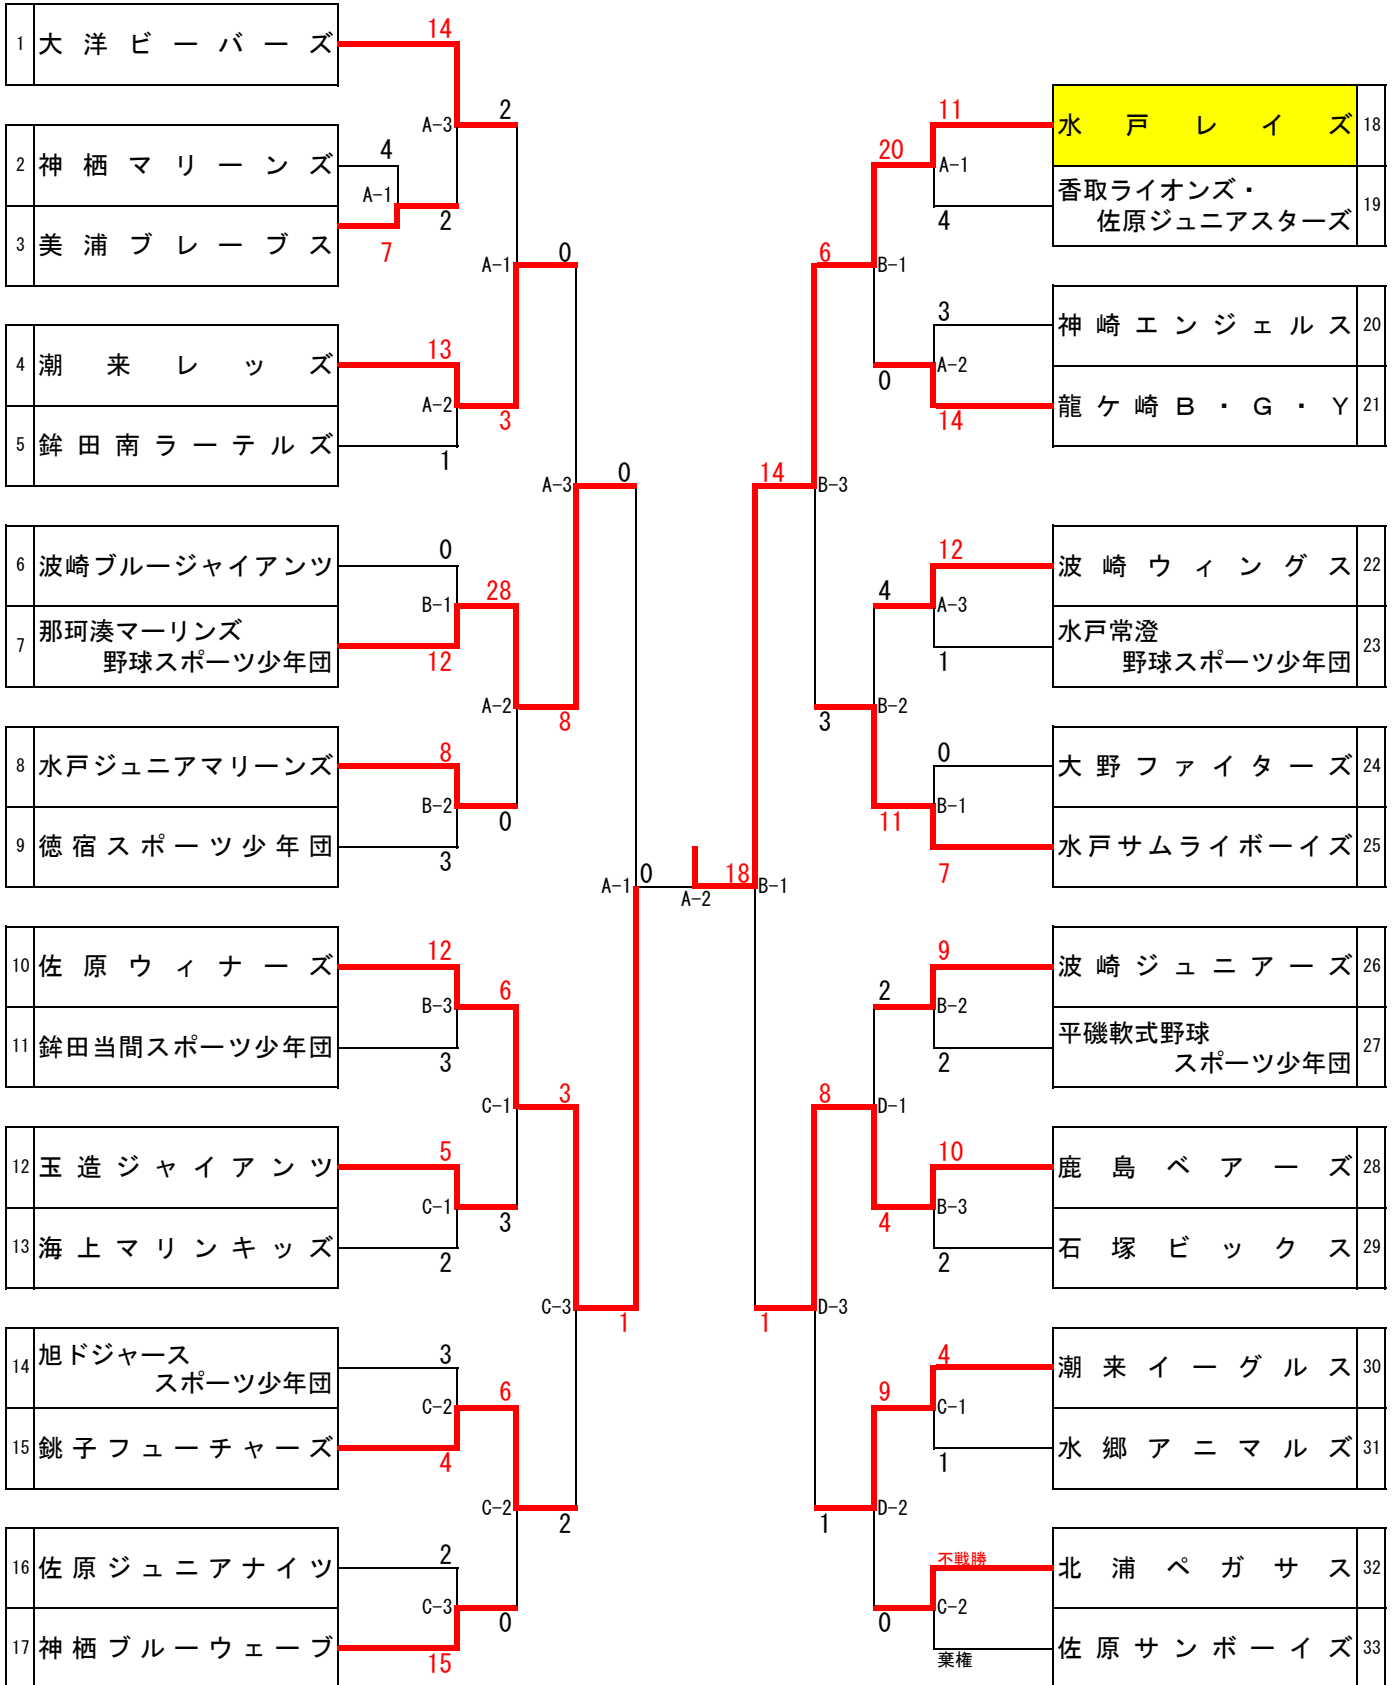 1 大洋ビーバーズ
2 神栖マリーンズ
3 美浦ブレーブス
4 潮来レッズ
5 鉾田南ラーテルズ
6 波崎ブルージャイアンツ
7 那珂湊マーリンズ
野球スポーツ少年団
8 水戸ジュニアマリーンズ
9 徳宿スポーツ少年団
10 佐原ウィナーズ
11 鉾田当間スポーツ少年団
12 玉造ジャイアンツ
13 海上マリンキッズ
14 旭ドジャース
スポーツ少年団
15 銚子フューチャーズ
16 佐原ジュニアナイツ
17 神栖ブルーウェーブ
14
A-3
2
4
A-1
7
2
A-1
0
13
A-2
3
1
A-3
0
0
B-1
28
12
A-2
8
8
B-2
0
3
A-1
0
12
B-3
6
3
C-1
3
5
C-1
3
2
C-3
1
3
C-2
6
4
C-2
2
2
C-3
0
15
A-2
18
B-1
14
B-3
6
B-1
20
11
A-1
4
3
A-2
0
14
12
4
A-3
1
B-2
3
0
B-1
11
7
9
2
B-2
2
8
D-1
10
B-3
4
2
1
D-3
4
9
C-1
1
D-2
1
不戦勝
C-2
0
棄権
水戸レイズ 18
香取ライオンズ・
佐原ジュニアスターズ 19
神崎エンジェルス 20
龍ケ崎B・G・Y 21
波崎ウィングス 22
水戸常澄
野球スポーツ少年団 23
大野ファイターズ 24
水戸サムライボーイズ 25
波崎ジュニアーズ 26
平磯軟式野球
スポーツ少年団 27
鹿島ベアーズ 28
石塚ビックス 29
潮来イーグルス 30
水郷アニマルズ 31
北浦ペガサス 32
佐原サンボーイズ 33